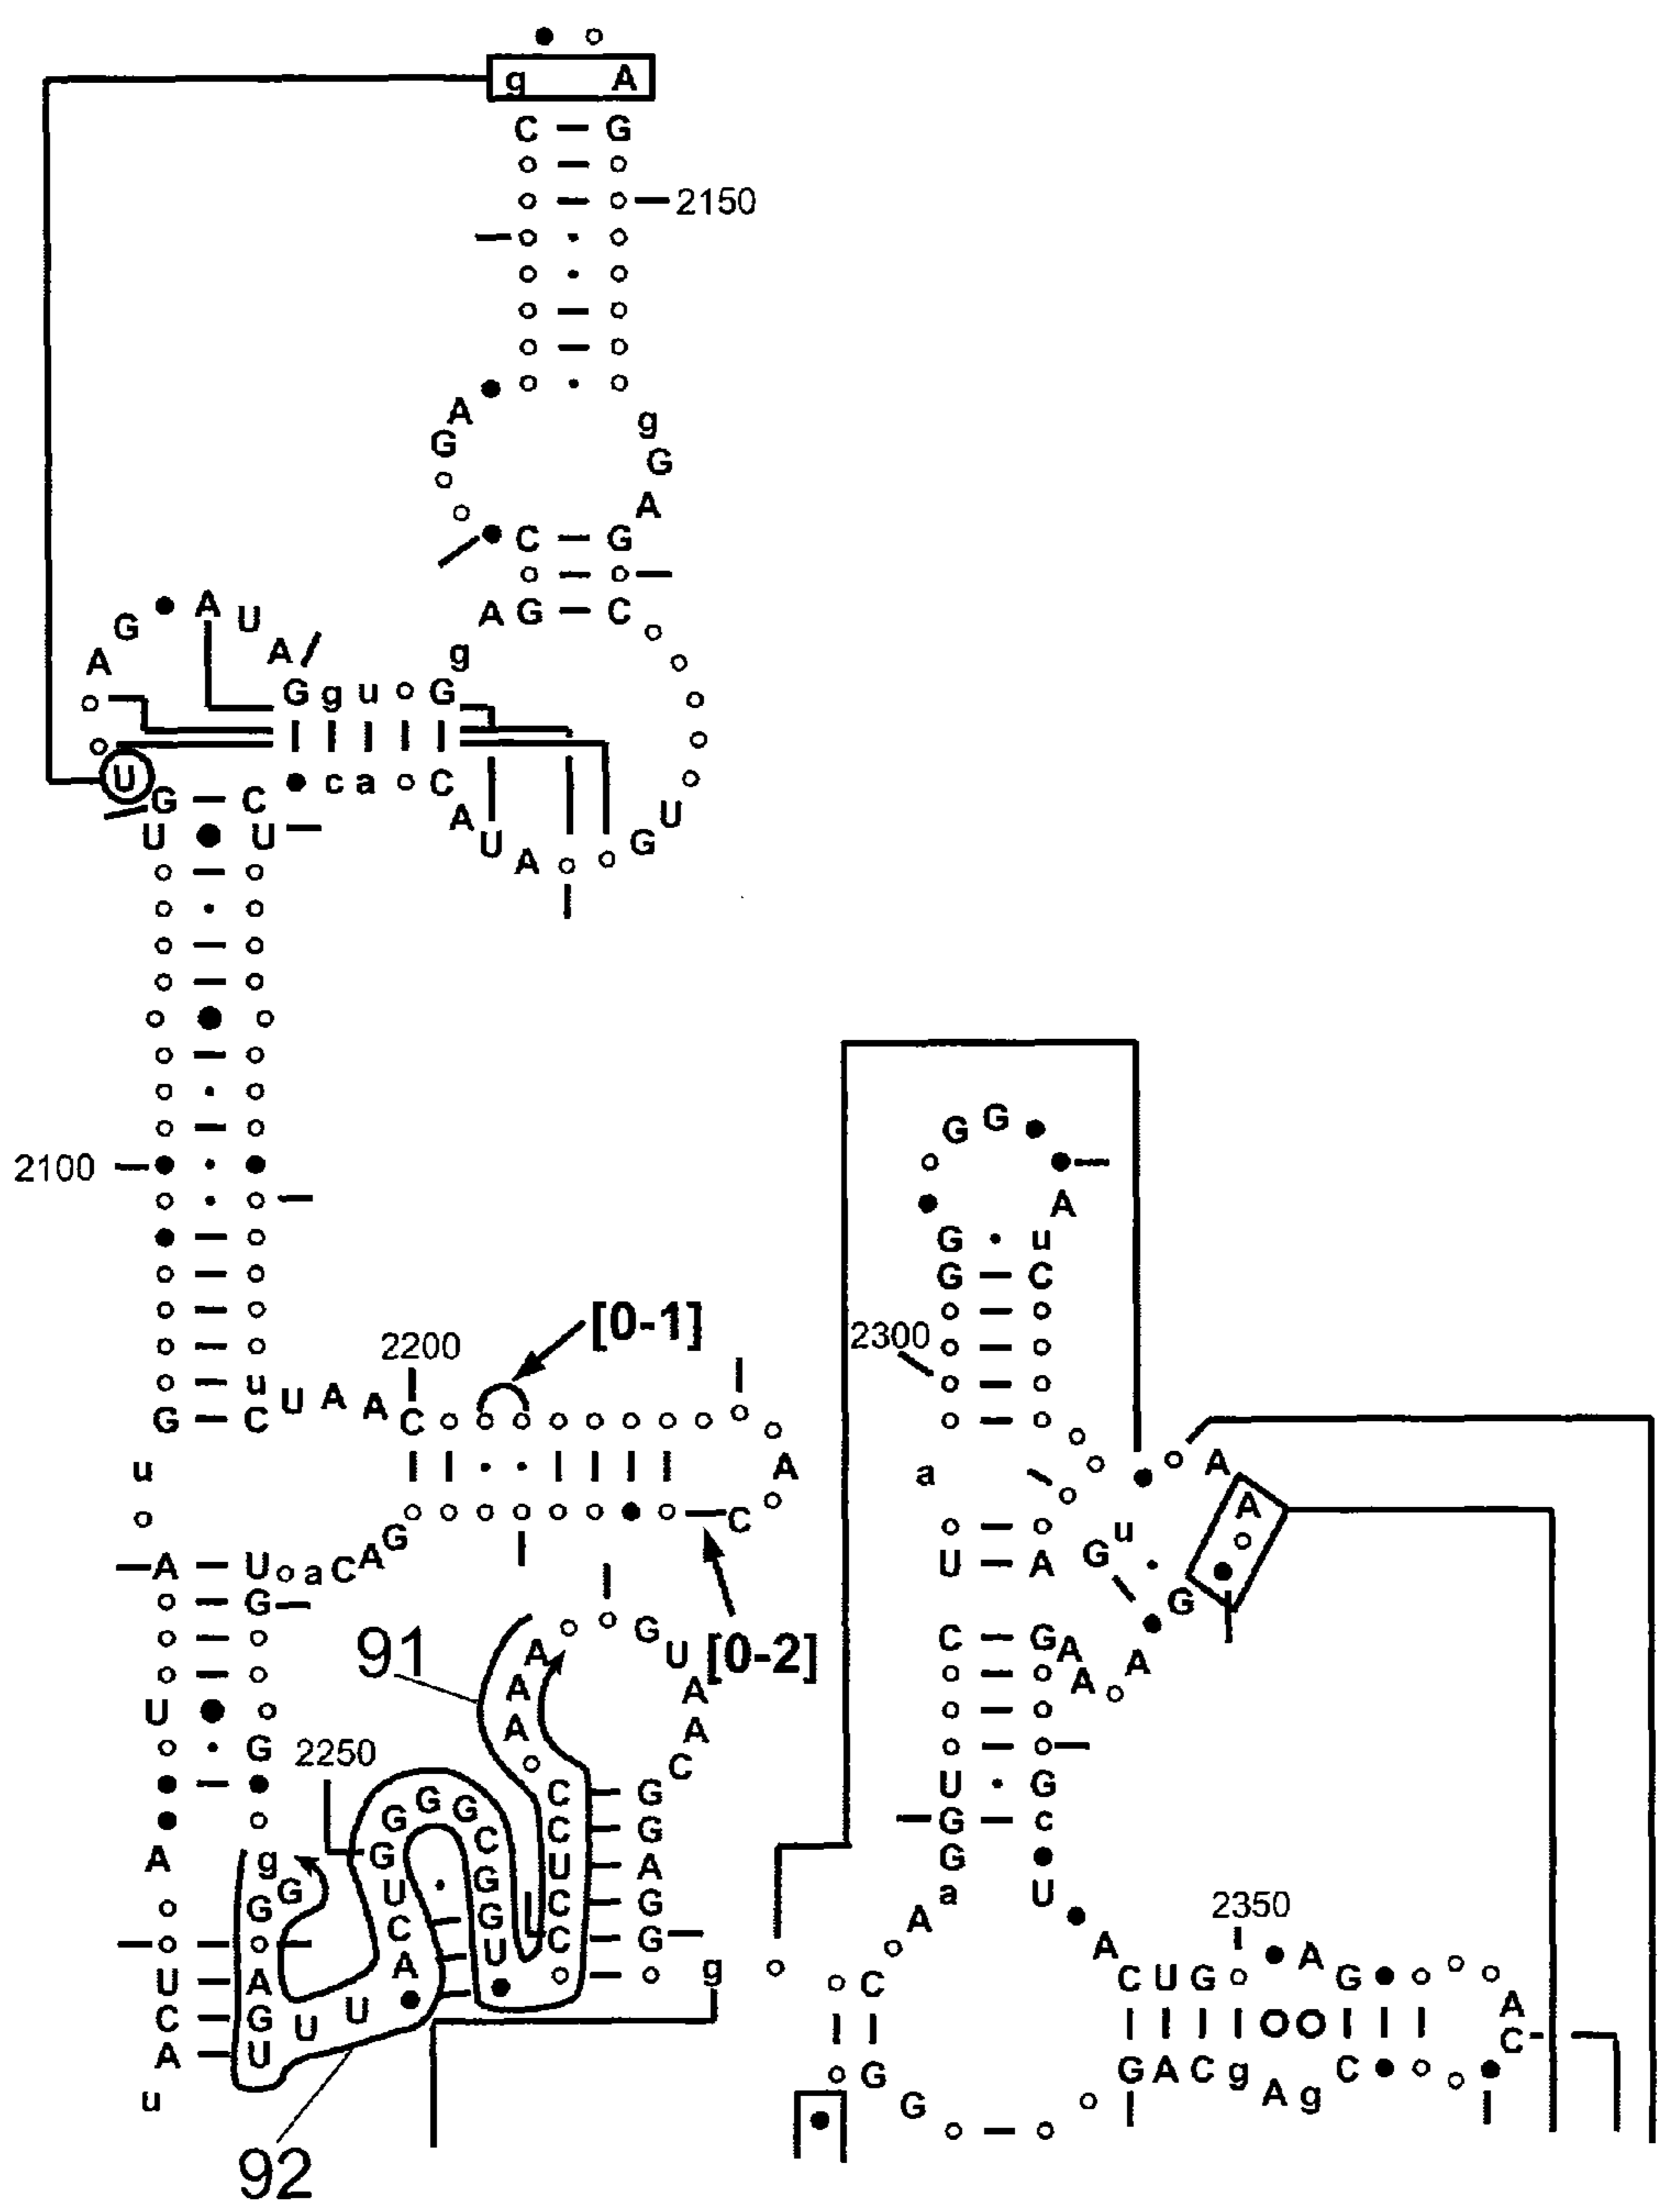 g A
C G
2150
A g
G G
A
C G
A G C
G A U
A A g
G g u G
U c a C
G C A U
U U U A G
2100
[0-1]
2200
2300
u U A A C
G C
G G
A
G u
G C
u A a A A
C u
G G
A U a C A G
G U A
91 [0-2]
A G U
A A
A A
C G A
A A
U G 2250 C
G G G C G U G
G C C G
A g G U G U A G c
G U G C G G
C U C G a U 2350
A A
U A A C G g A G
C G U U C C U G A
A U G A C g C C
u G A g
92